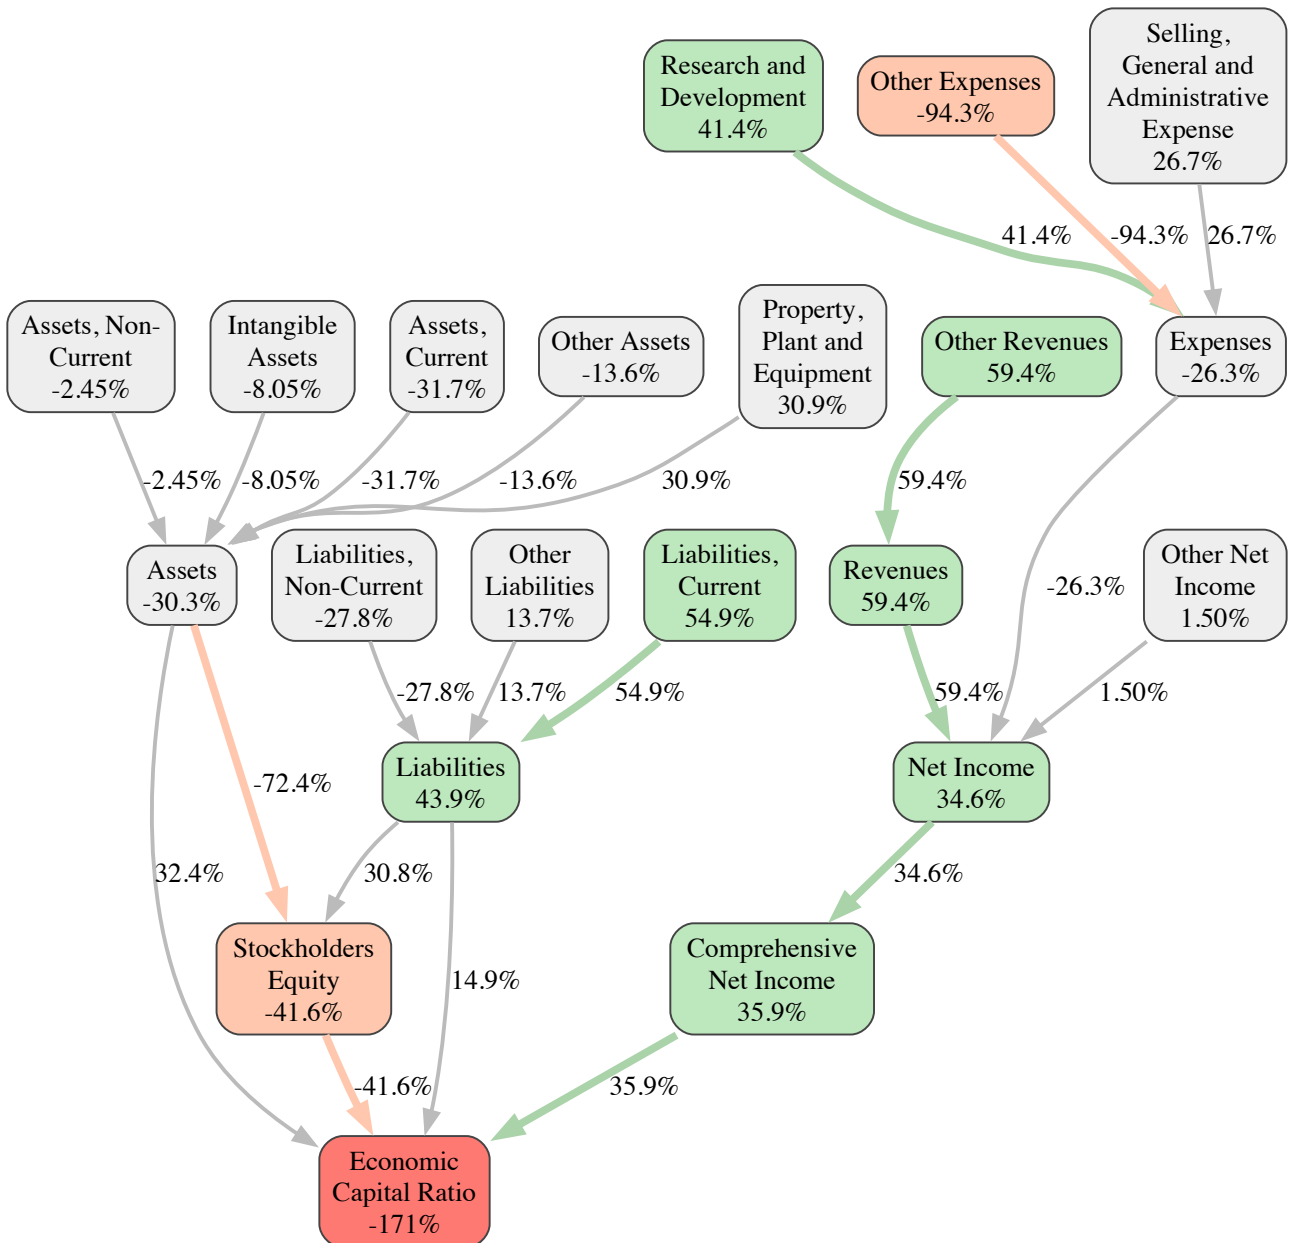 Selling,
General and
Administrative
Expense
26.7%
Research and
Development
41.4%
Other Expenses
-94.3%
41.4%
-94.3%
26.7%
Assets, Non-
Current
-2.45%
Intangible
Assets
-8.05%
Assets,
Current
-31.7%
Other Assets
-13.6%
Property,
Plant and
Equipment
30.9%
Other Revenues
59.4%
Expenses
-26.3%
-2.45%
-8.05%
-31.7%
-13.6%
30.9%
59.4%
Assets
-30.3%
Liabilities,
Non-Current
-27.8%
Other
Liabilities
13.7%
Liabilities,
Current
54.9%
Revenues
59.4%
-26.3%
Other Net
Income
1.50%
-27.8%
13.7%
54.9%
59.4%
1.50%
-72.4%
Liabilities
43.9%
Net Income
34.6%
32.4%
30.8%
34.6%
Stockholders
Equity
-41.6%
14.9%
Comprehensive
Net Income
35.9%
-41.6%
35.9%
Economic
Capital Ratio
-171%